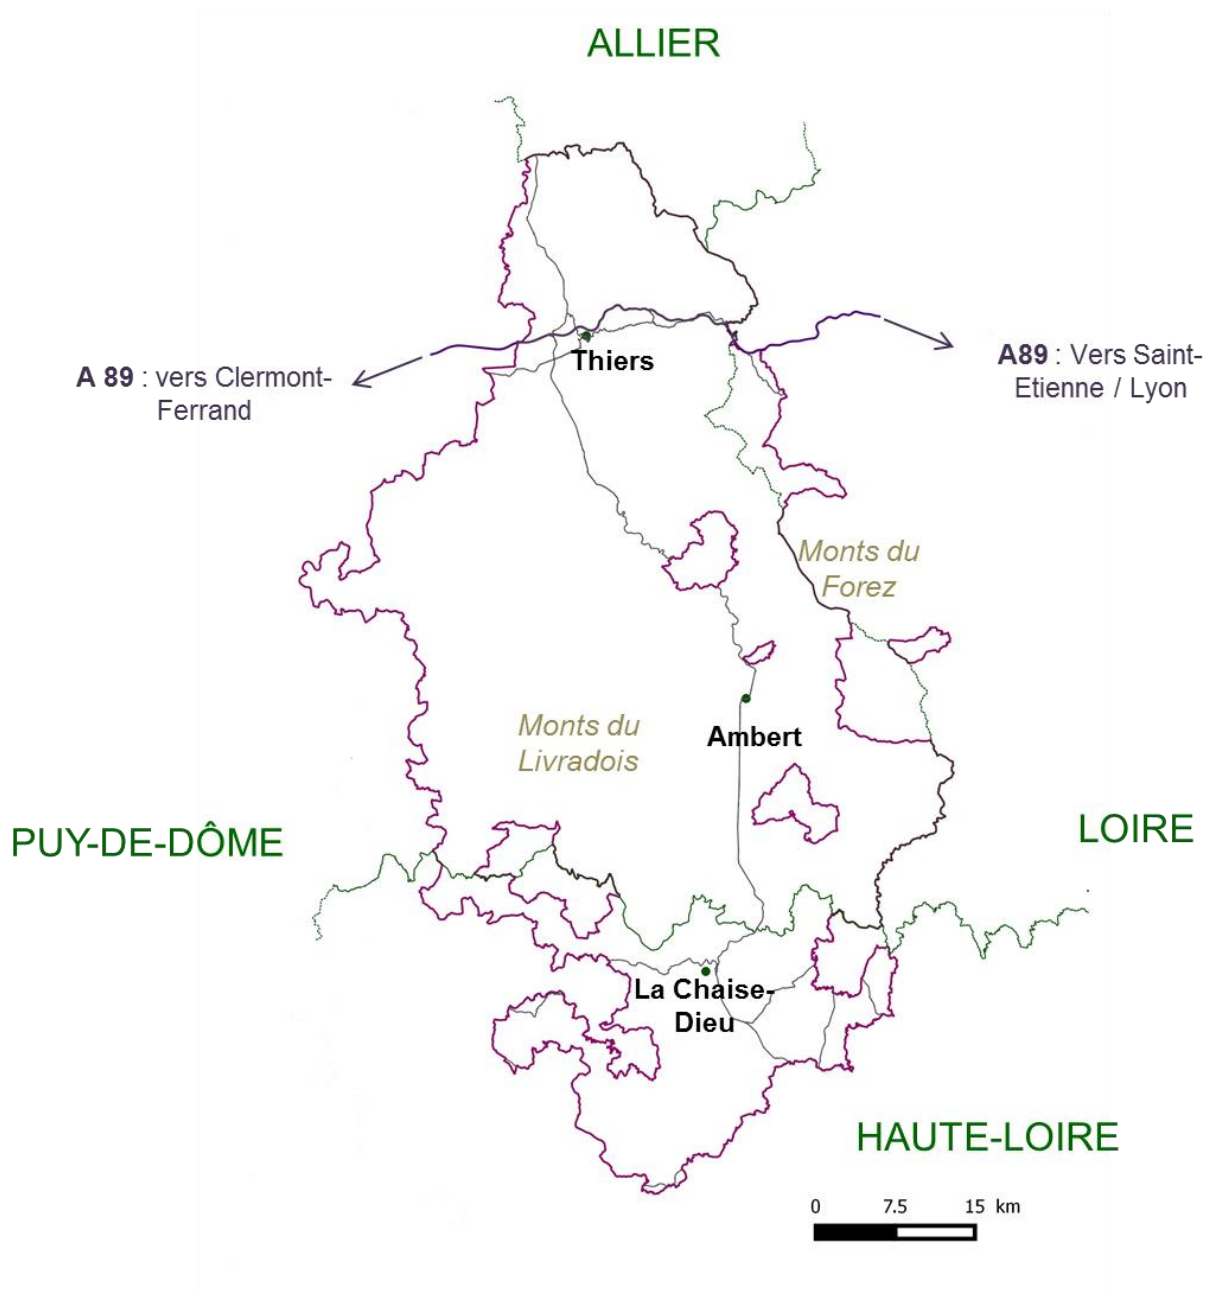 ALLIER
Thiers
A 89 : vers Clermont-
Ferrand
A89 : Vers Saint-
Etienne / Lyon
Monts du
Forez
Monts du
Livradois
Ambert
PUY-DE-DÔME
LOIRE
La Chaise-
Dieu
HAUTE-LOIRE
0 7.5 15 km